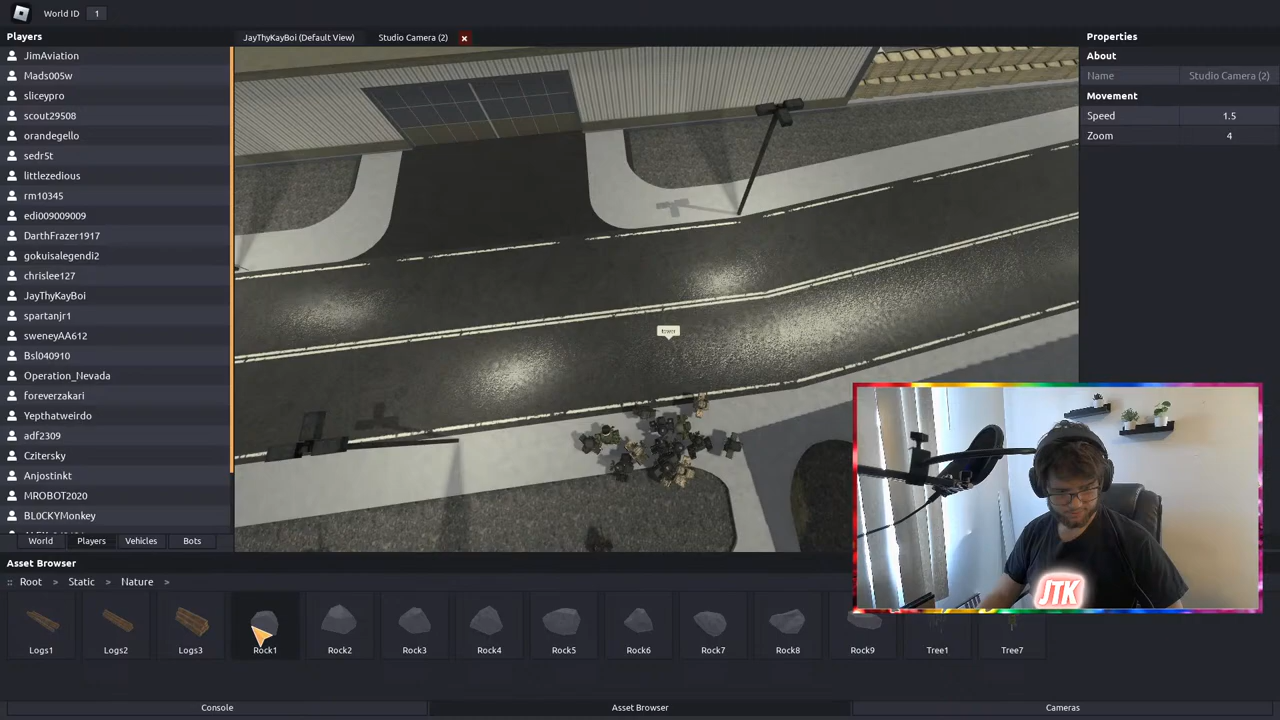 World ID 1
Players
JayThyKayBoi (Default View)
Studio Camera (2)
Properties
JimAviation
Mads005w
sliceypro
scout29508
orandegello
sedr5t
littlezedious
rm10345
edi009009009
DarthFrazer1917
gokuisalegendi2
chrislee127
JayThyKayBoi
spartanjr1
sweneyAA612
Bsl040910
Operation_Nevada
foreverzakari
Yepthatweirdo
adf2309
Czitersky
Anjostinkt
MROBOT2020
BL0CKYMonkey
About
Name Studio Camera (2)
Movement
Speed 1.5
Zoom 4
tower
JTK
World Players Vehicles Bots
Asset Browser
:: Root > Static > Nature >
Logs1 Logs2 Logs3 Rock1 Rock2 Rock3 Rock4 Rock5 Rock6 Rock7 Rock8 Rock9 Tree1 Tree7
Console Asset Browser Cameras